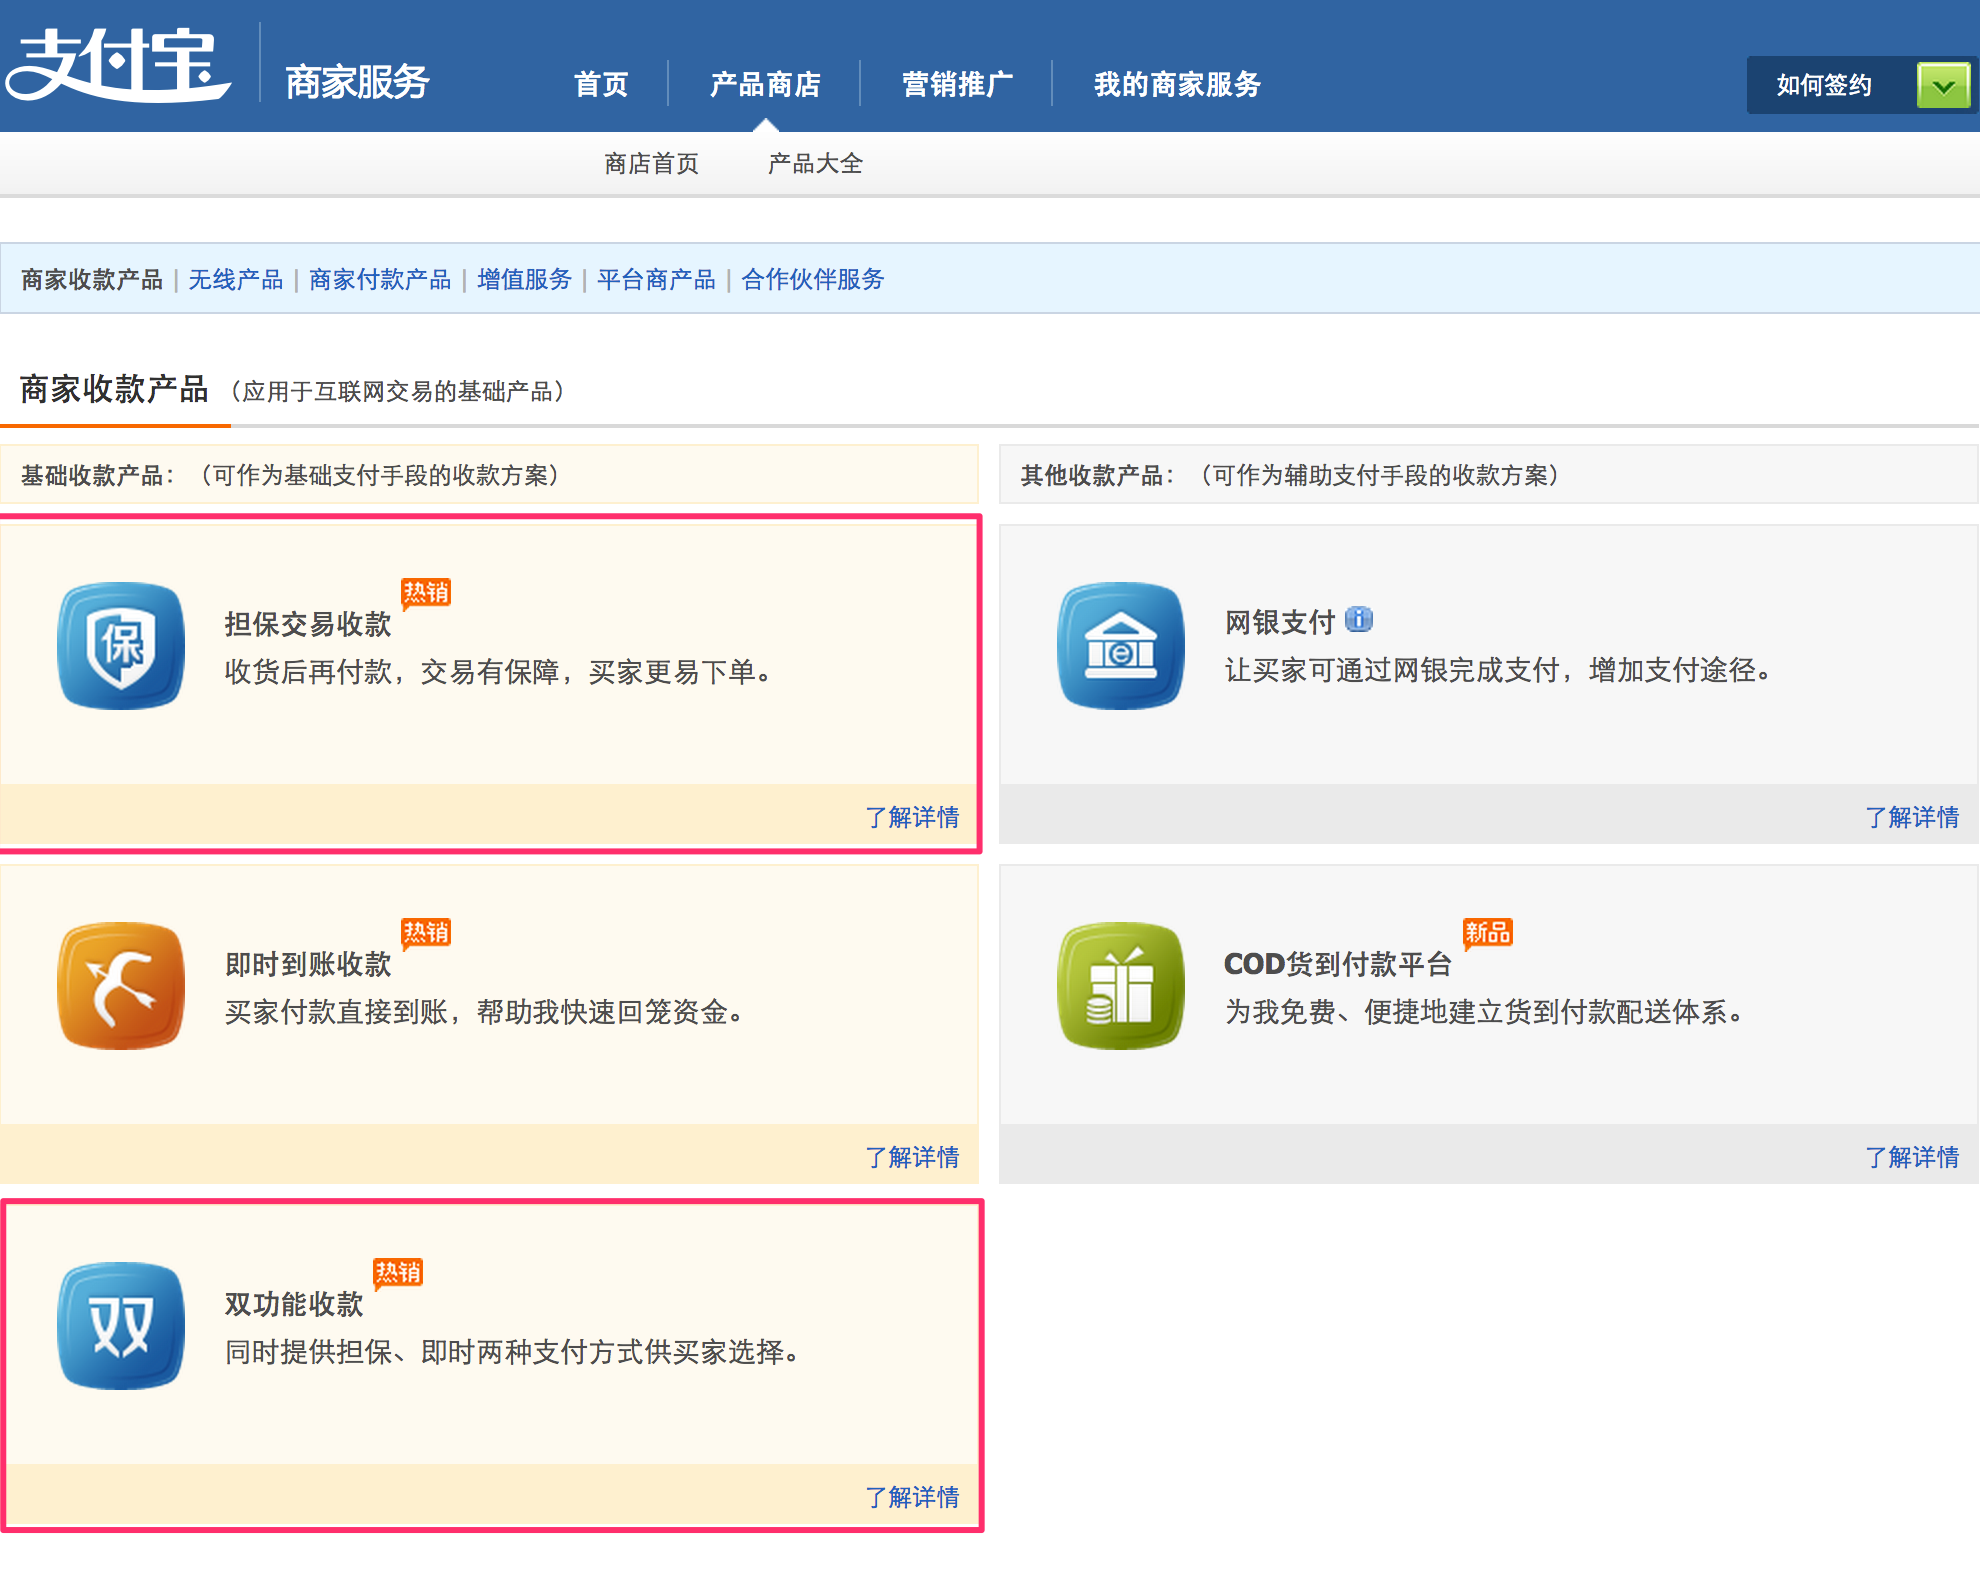 支付宝 商家服务 首页 产品商店 营销推广 我的商家服务 如何签约
商店首页 产品大全
商家收款产品 | 无线产品 | 商家付款产品 | 增值服务 | 平台商产品 | 合作伙伴服务
商家收款产品 （应用于互联网交易的基础产品）
基础收款产品：（可作为基础支付手段的收款方案）
担保交易收款 热销
保
收货后再付款，交易有保障，买家更易下单。
了解详情
即时到账收款 热销
买家付款直接到账，帮助我快速回笼资金。
了解详情
双功能收款 热销
双
同时提供担保、即时两种支付方式供买家选择。
了解详情
其他收款产品：（可作为辅助支付手段的收款方案）
网银支付
e
让买家可通过网银完成支付，增加支付途径。
了解详情
COD货到付款平台 新品
为我免费、便捷地建立货到付款配送体系。
了解详情